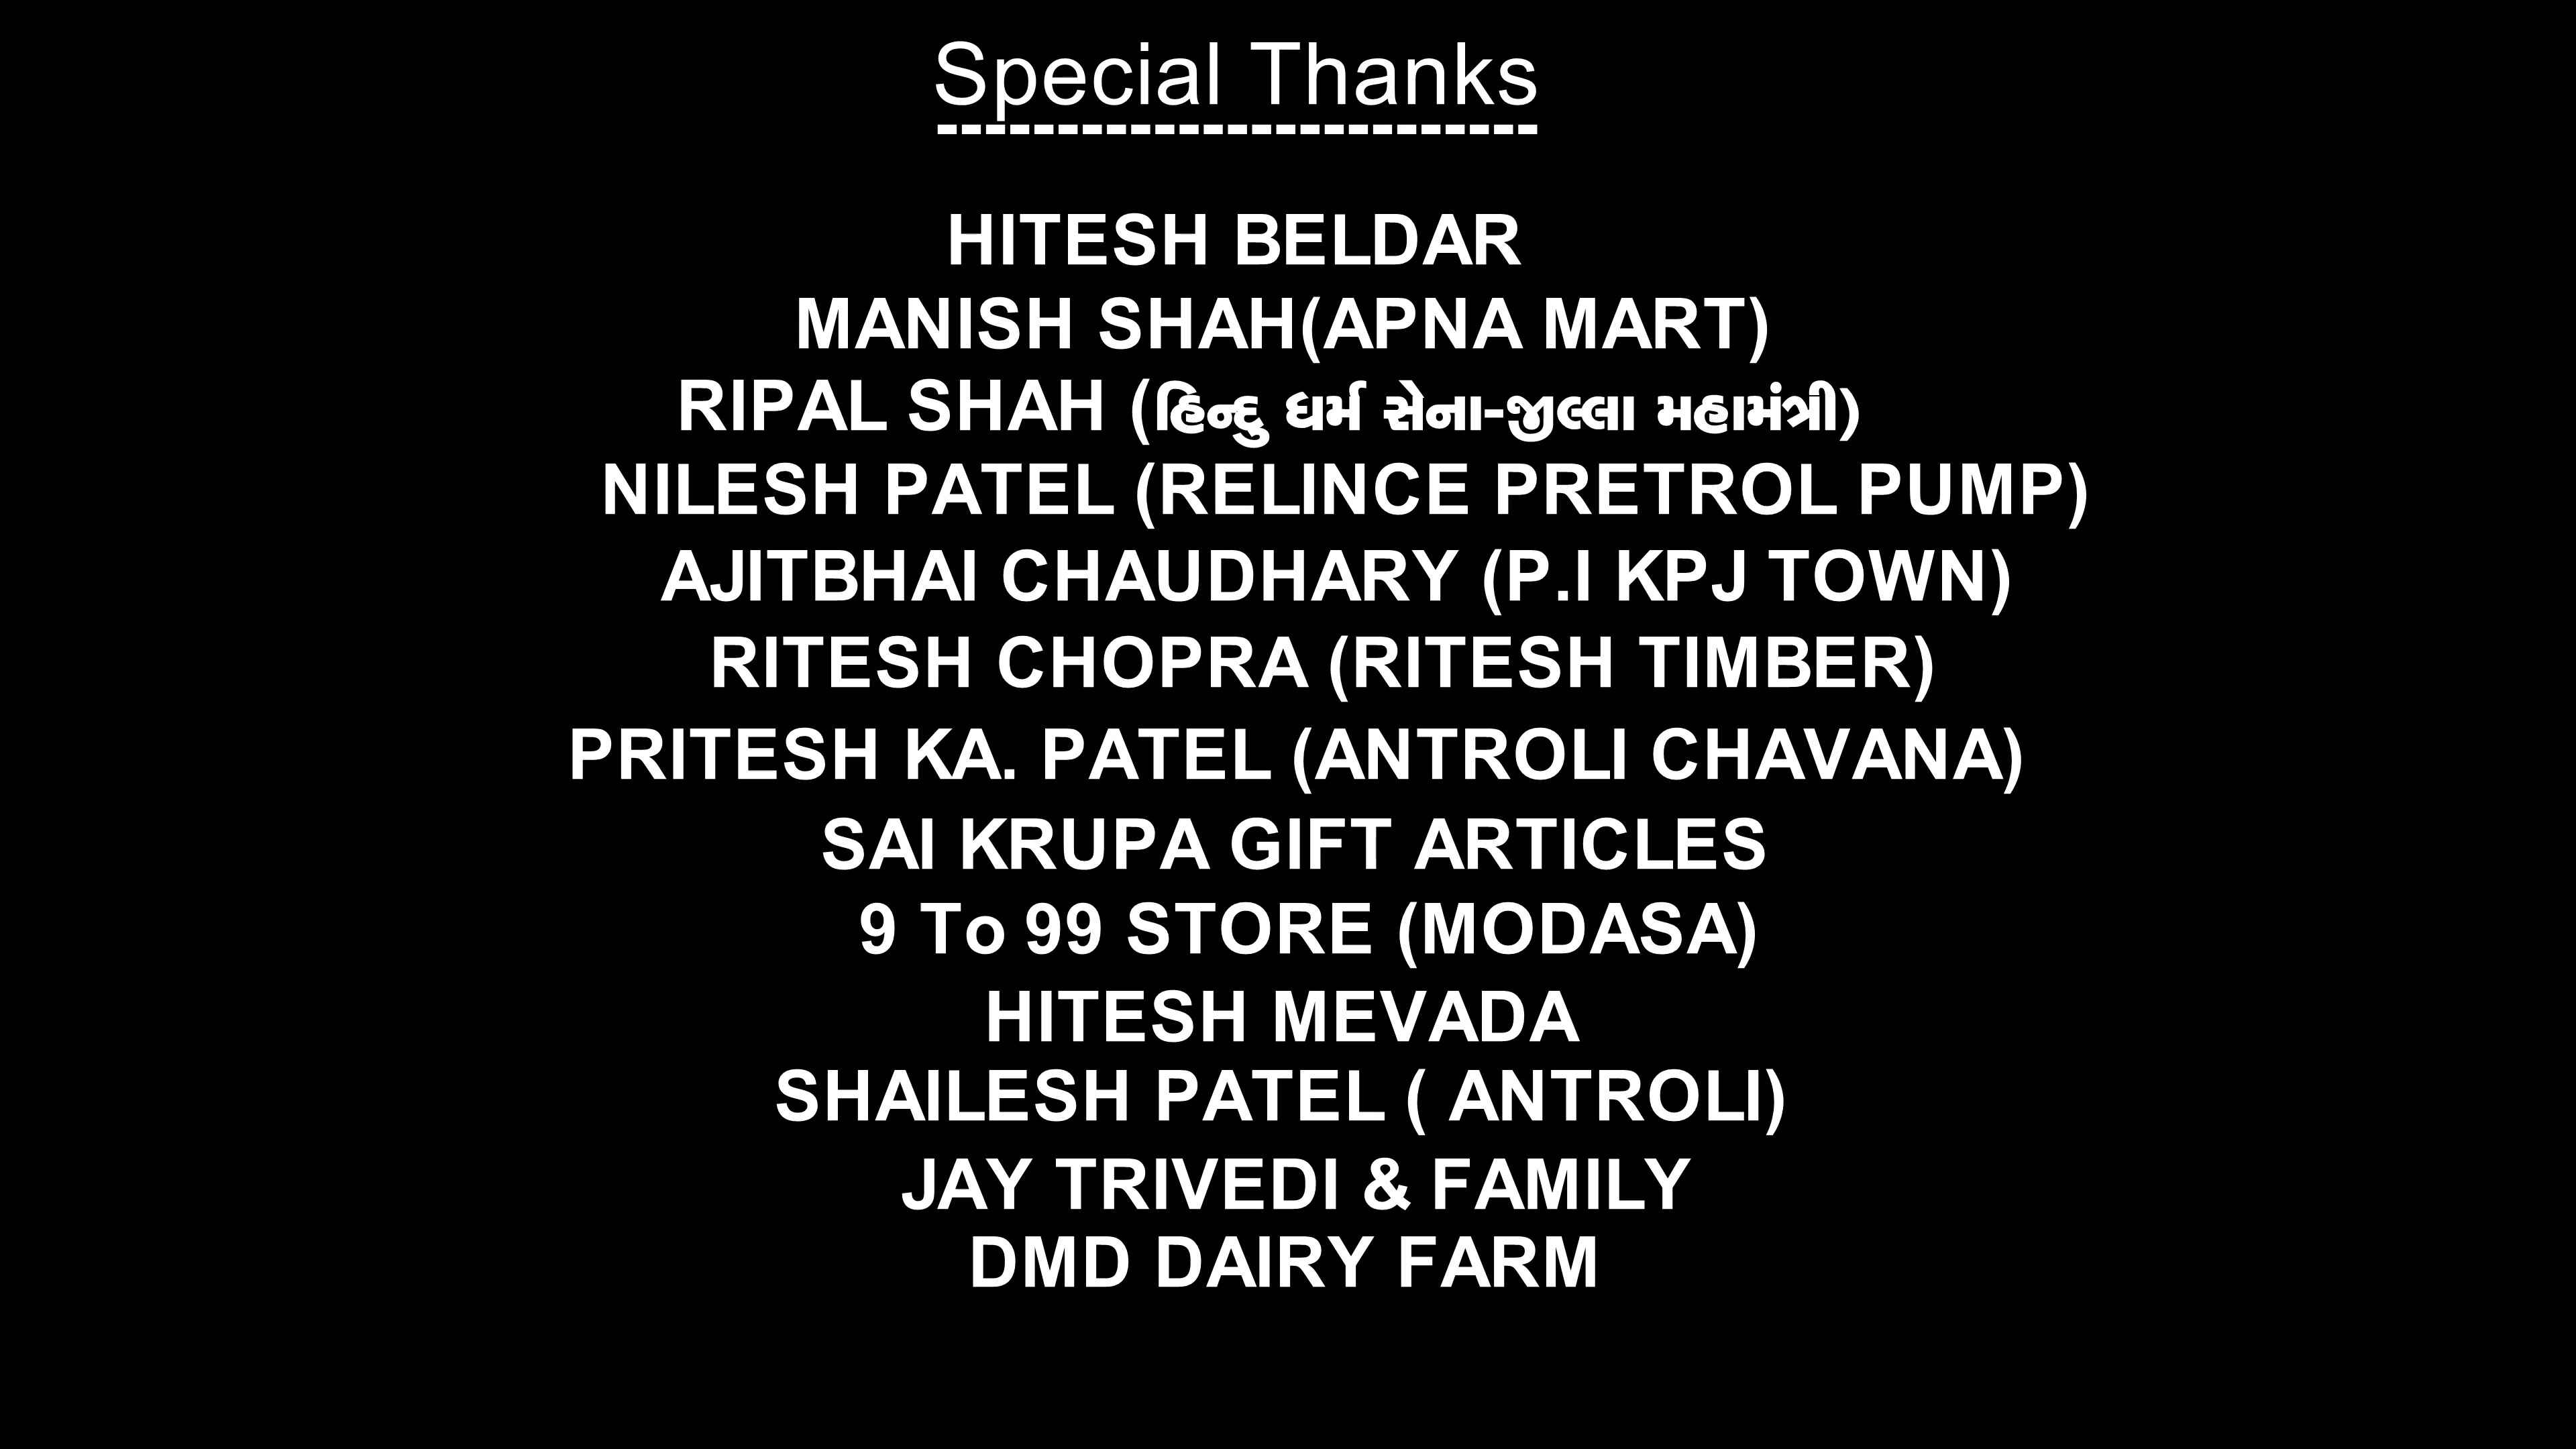 Special Thanks
-------------------------
HITESH BELDAR
MANISH SHAH(APNA MART)
RIPAL SHAH (હિન્દુ ધર્મ સેના-જીલ્લા મહામંત્રી)
NILESH PATEL (RELINCE PRETROL PUMP)
AJITBHAI CHAUDHARY (P.I KPJ TOWN)
RITESH CHOPRA (RITESH TIMBER)
PRITESH KA. PATEL (ANTROLI CHAVANA)
SAI KRUPA GIFT ARTICLES
9 To 99 STORE (MODASA)
HITESH MEVADA
SHAILESH PATEL ( ANTROLI)
JAY TRIVEDI & FAMILY
DMD DAIRY FARM